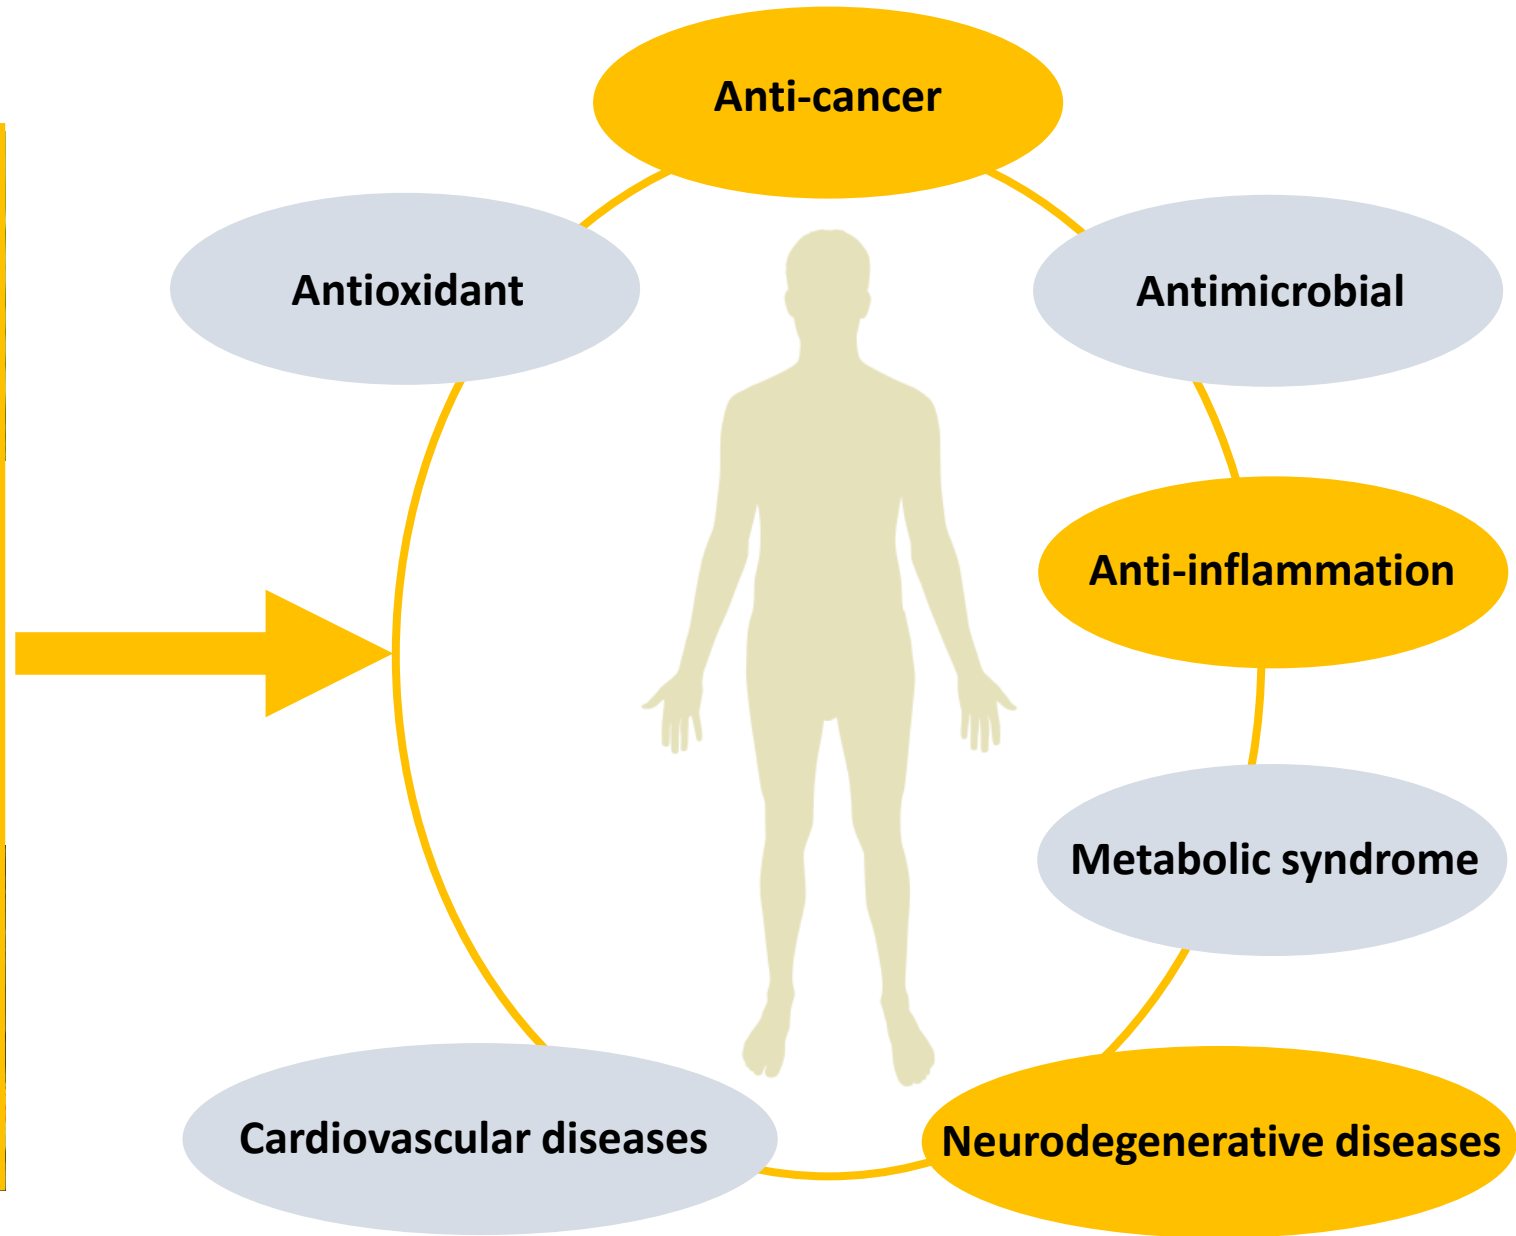 Anti-cancer
Antioxidant
Antimicrobial
Anti-inflammation
Metabolic syndrome
Cardiovascular diseases
Neurodegenerative diseases